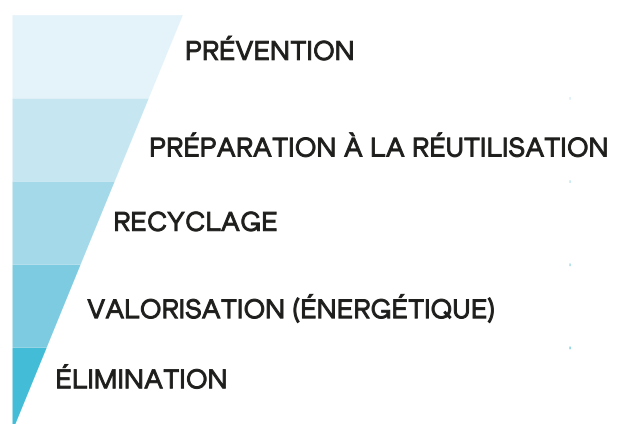 PRÉVENTION
PRÉPARATION À LA RÉUTILISATION
RECYCLAGE
VALORISATION (ÉNERGÉTIQUE)
ÉLIMINATION